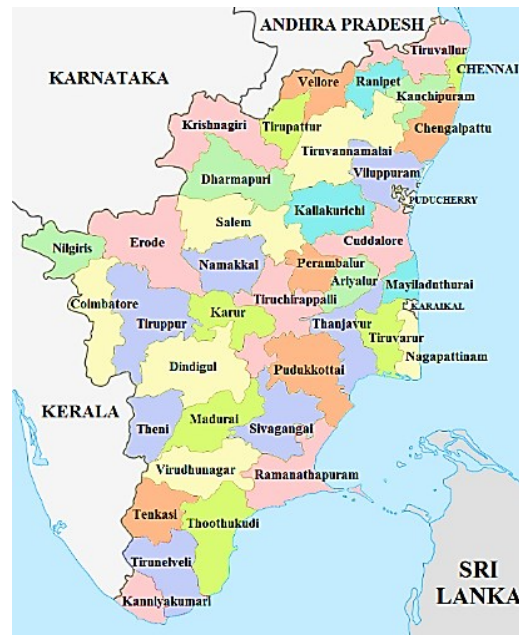 ANDHRA PRADESH
Tiruvallur
KARNATAKA
CHENNAI
Vellore
Ranipet
Kanchipuram
Krishnagiri
Tirupattur
Chengalpattu
Tiruvannamalai
Viluppuram
Dharmapuri
PUDUCHERRY
Kallakurichi
Salem
Cuddalore
Nilgiris
Erode
Namakkal
Perambalur
Ariyalur
Mayiladuthurai
Coimbatore
Tiruchirappalli
KARAIKAL
Karur
Tiruppur
Thanjavur
Tiruvarur
Nagapattinam
Dindigul
Pudukkottai
KERALA
Madurai
Theni
Sivagangai
Virudhunagar
Ramanathapuram
Tenkasi
Thoothukudi
Tirunelveli
SRI
LANKA
Kanniyakumari